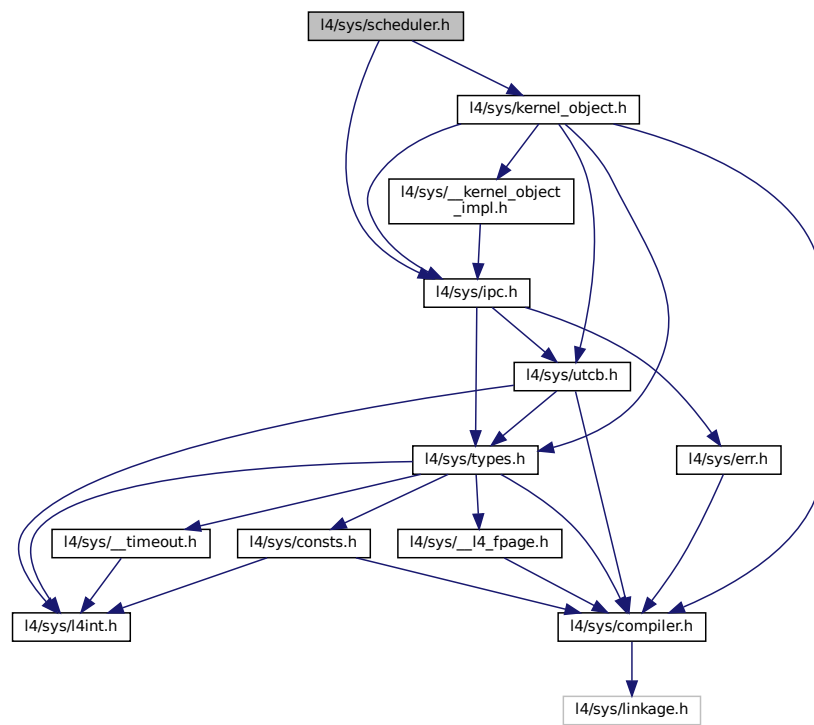 l4/sys/scheduler.h
l4/sys/kernel_object.h
l4/sys/__kernel_object
_impl.h
l4/sys/ipc.h
l4/sys/utcb.h
l4/sys/types.h
l4/sys/err.h
l4/sys/__timeout.h
l4/sys/consts.h
l4/sys/__l4_fpage.h
l4/sys/l4int.h
l4/sys/compiler.h
l4/sys/linkage.h